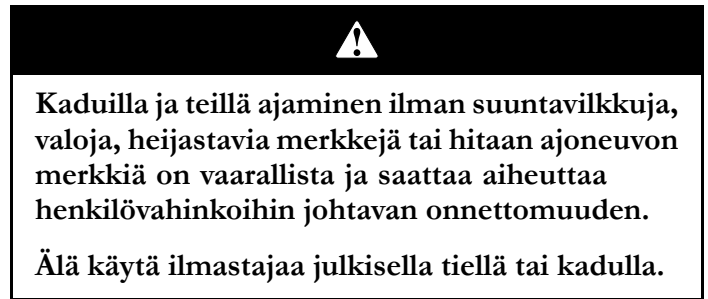 Kaduilla ja teillä ajaminen ilman suuntavilkkuja,
valoja, heijastavia merkkejä tai hitaan ajoneuvon
merkkiä on vaarallista ja saattaa aiheuttaa
henkilövahinkoihin johtavan onnettomuuden.
Älä käytä ilmastajaa julkisella tiellä tai kadulla.